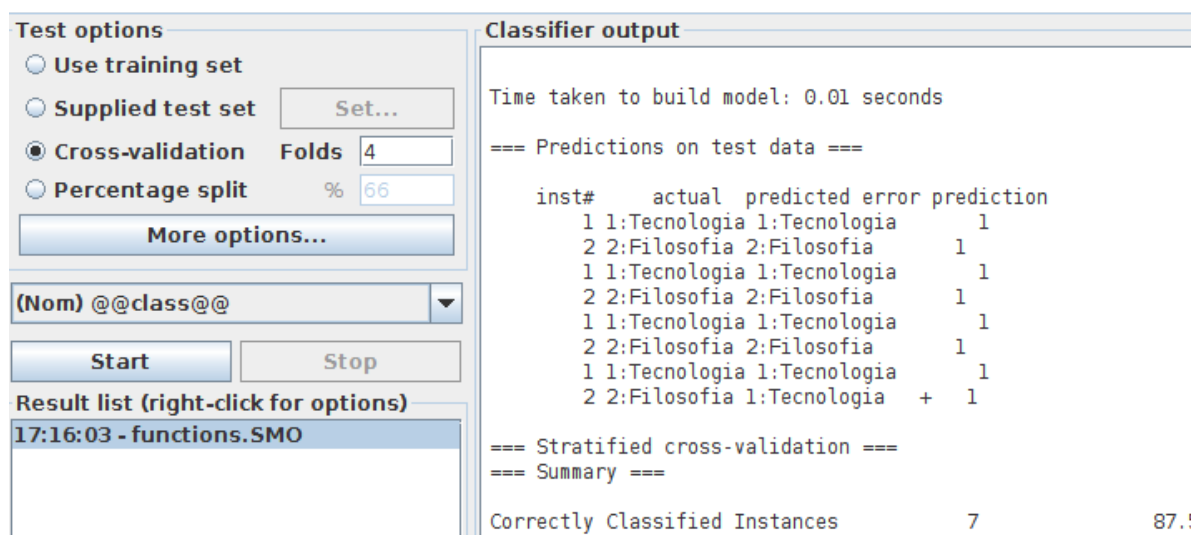 Test options
Use training set
Supplied test set Set...
Cross-validation Folds 4
Percentage split % 66
More options...
(Nom) @@class@@
Start Stop
Result list (right-click for options)
17:16:03 - functions.SMO
Classifier output
Time taken to build model: 0.01 seconds
=== Predictions on test data ===
inst# actual predicted error prediction
1 1:Tecnologia 1:Tecnologia 1
2 2:Filosofia 2:Filosofia 1
1 1:Tecnologia 1:Tecnologia 1
2 2:Filosofia 2:Filosofia 1
1 1:Tecnologia 1:Tecnologia 1
2 2:Filosofia 2:Filosofia 1
1 1:Tecnologia 1:Tecnologia 1
2 2:Filosofia 1:Tecnologia + 1
=== Stratified cross-validation ===
=== Summary ===
Correctly Classified Instances 7 87.5